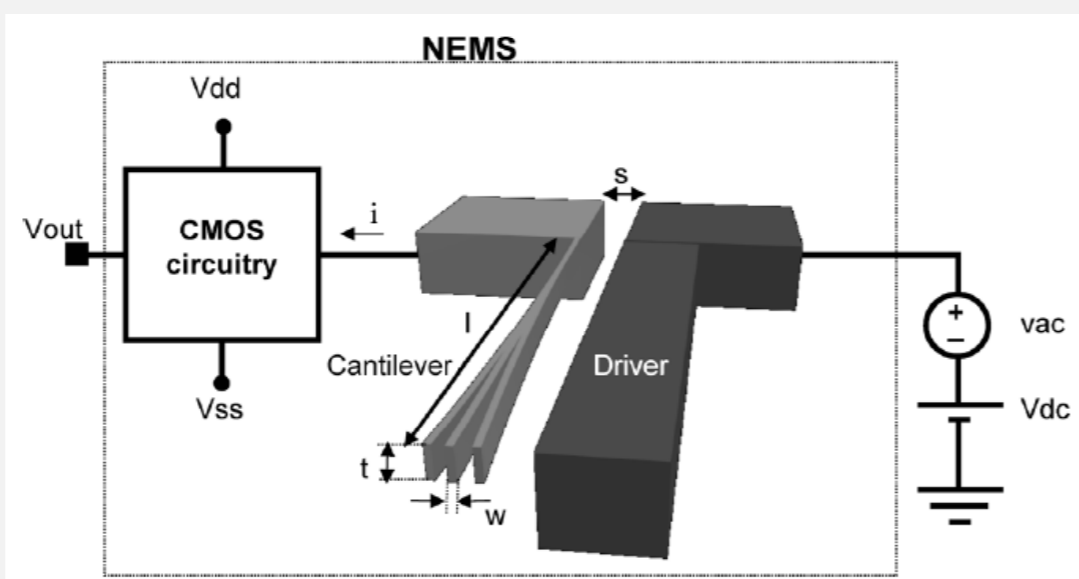 NEMS
Vdd
s
Vout
CMOS
circuitry
i
l
Cantilever
Driver
vac
Vdc
Vss
t
w
+
−